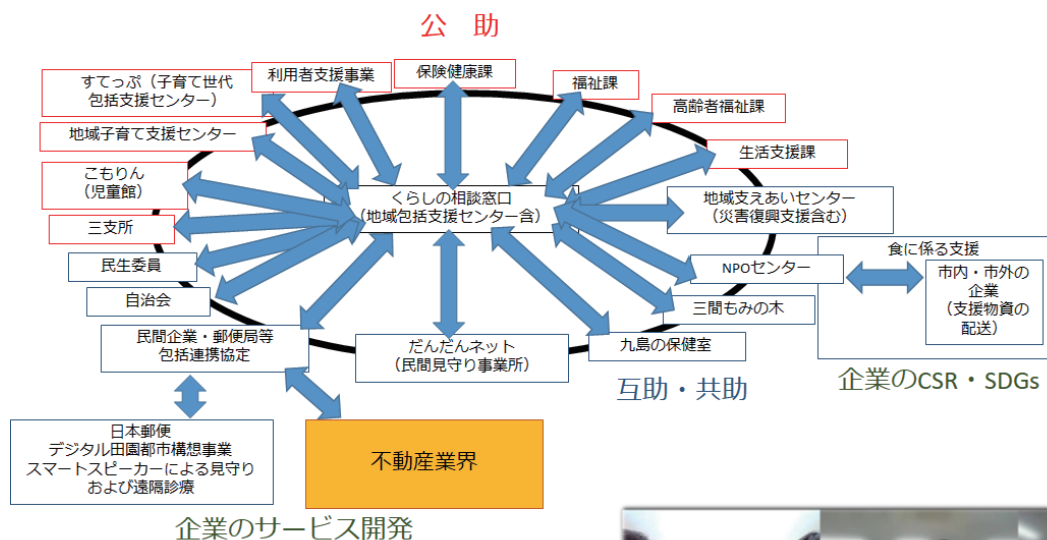 公　助
すてっぷ（子育て世代
包括支援センター）
利用者支援事業
保険健康課
福祉課
高齢者福祉課
地域子育て支援センター
生活支援課
こもりん
（児童館）
くらしの相談窓口
（地域包括支援センター含）
地域支えあいセンター
（災害復興支援含む）
三支所
食に係る支援
民生委員
NPOセンター
市内・市外の
企業
（支援物資の
配送）
自治会
三間もみの木
民間企業・郵便局等
包括連携協定
だんだんネット
（民間見守り事業所）
九島の保健室
互助・共助
企業のCSR・SDGs
日本郵便
デジタル田園都市構想事業
スマートスピーカーによる見守り
および遠隔診療
不動産業界
企業のサービス開発